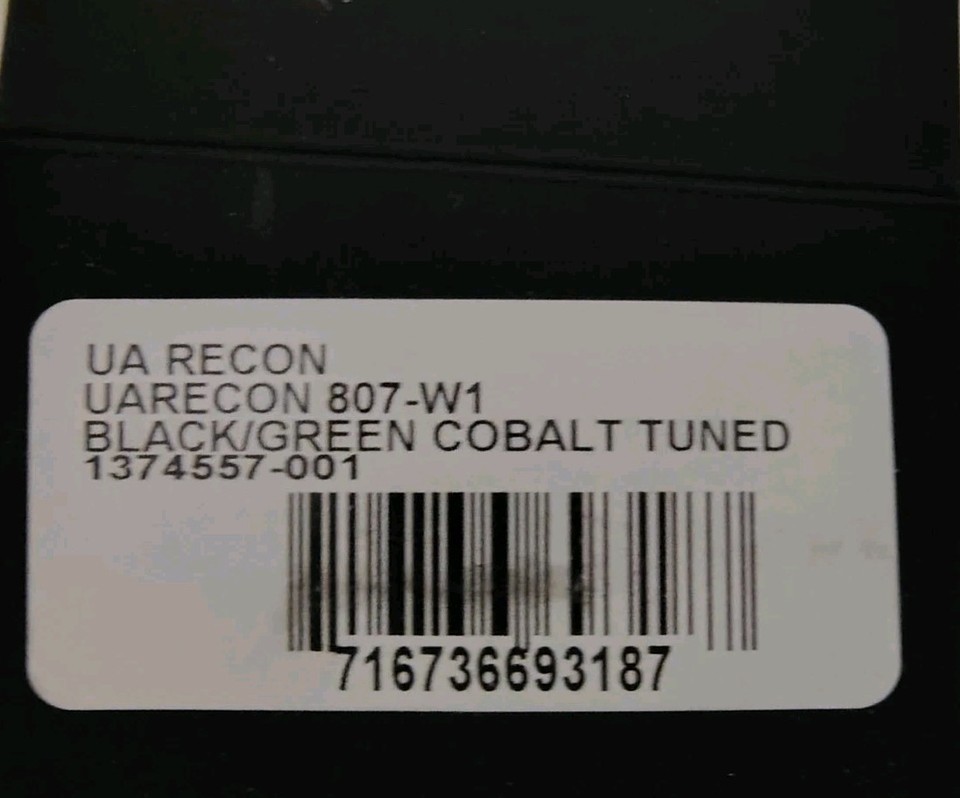 UA RECON
UARECON 807-W1
BLACK/GREEN COBALT TUNED
1374557-001
716736693187